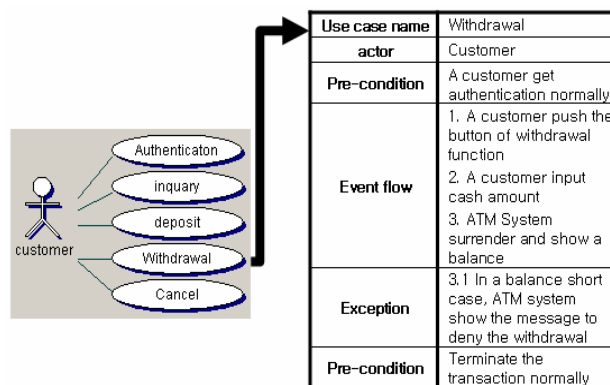 Authenticaton
inquary
deposit
Withdrawal
Cancel
customer
Use case name Withdrawal
actor Customer
Pre-condition A customer get
authentication normally
Event flow
1. A customer push the
button of withdrawal
function
2. A customer input
cash amount
3. ATM System
surrender and show a
balance
Exception
3.1 In a balance short
case, ATM system
show the message to
deny the withdrawal
Pre-condition Terminate the
transaction normally